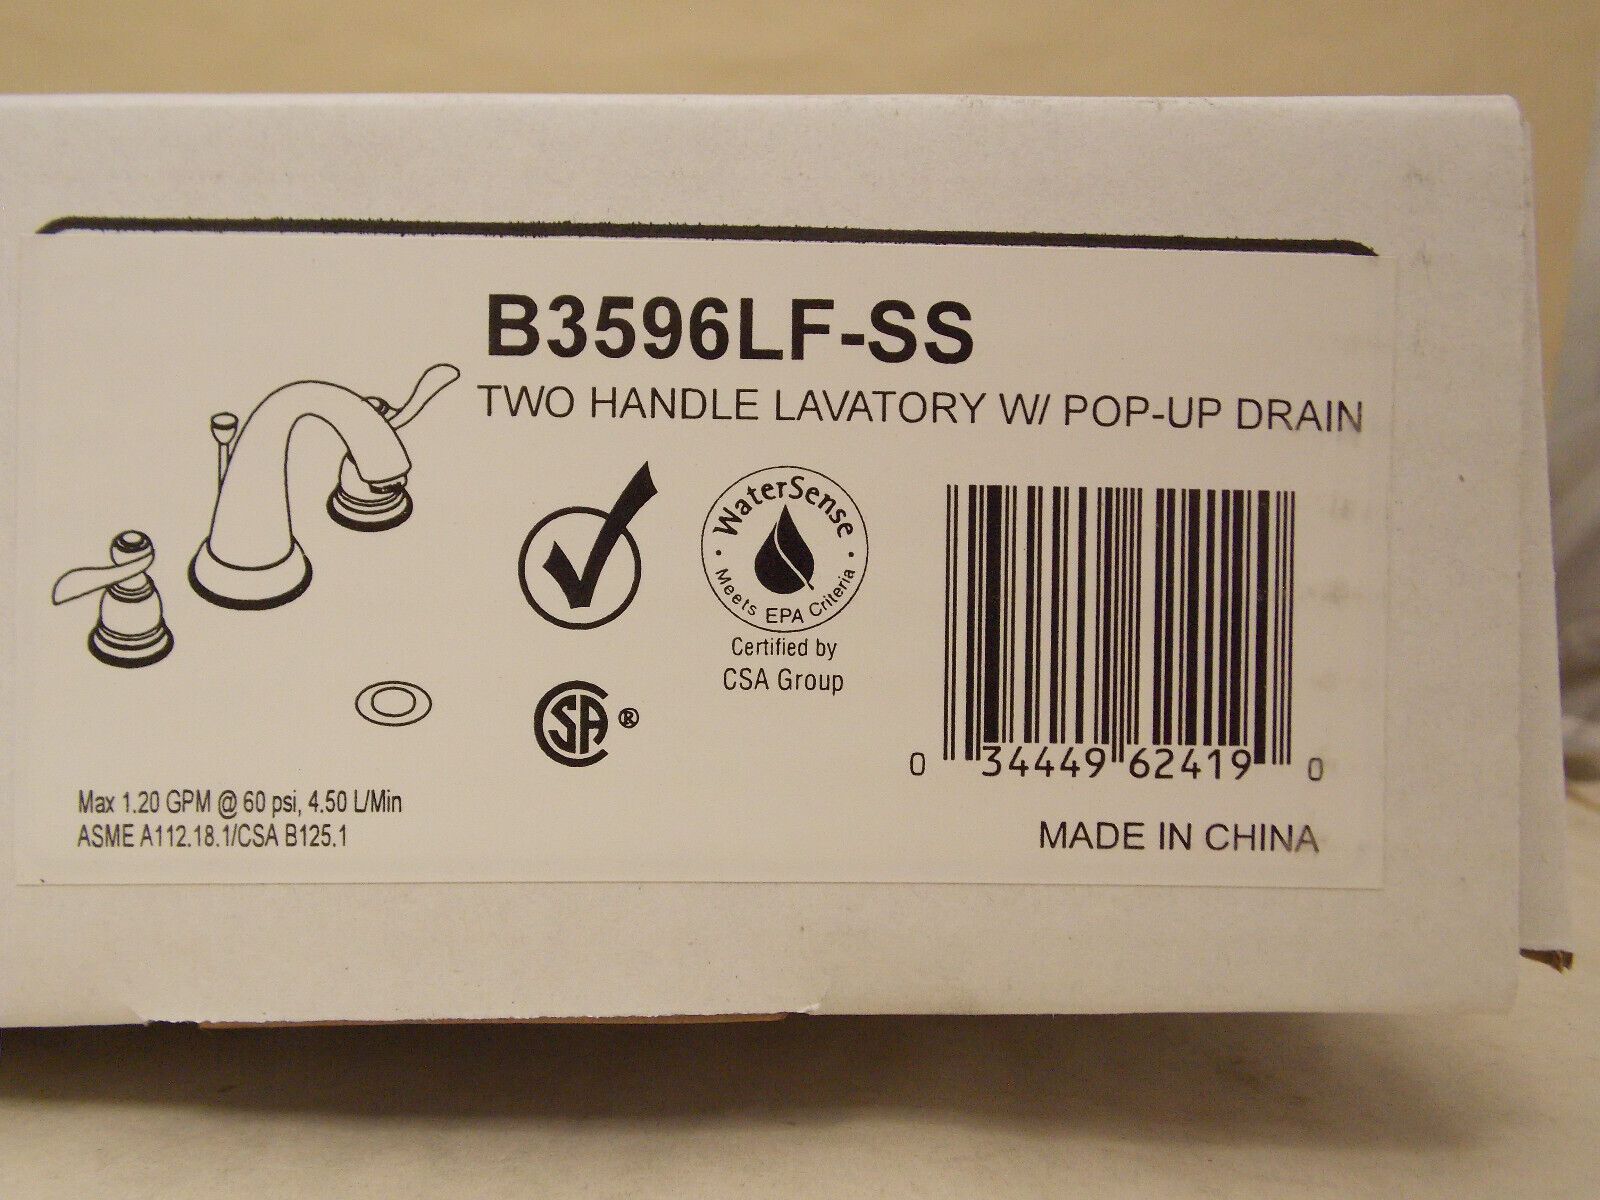 B3596LF-SS
TWO HANDLE LAVATORY W/ POP-UP DRAIN
WaterSense
Meets EPA Criteria
Certified by
CSA Group
SA ®
0 34449 62419 0
Max 1.20 GPM @ 60 psi, 4.50 L/Min
ASME A112.18.1/CSA B125.1
MADE IN CHINA